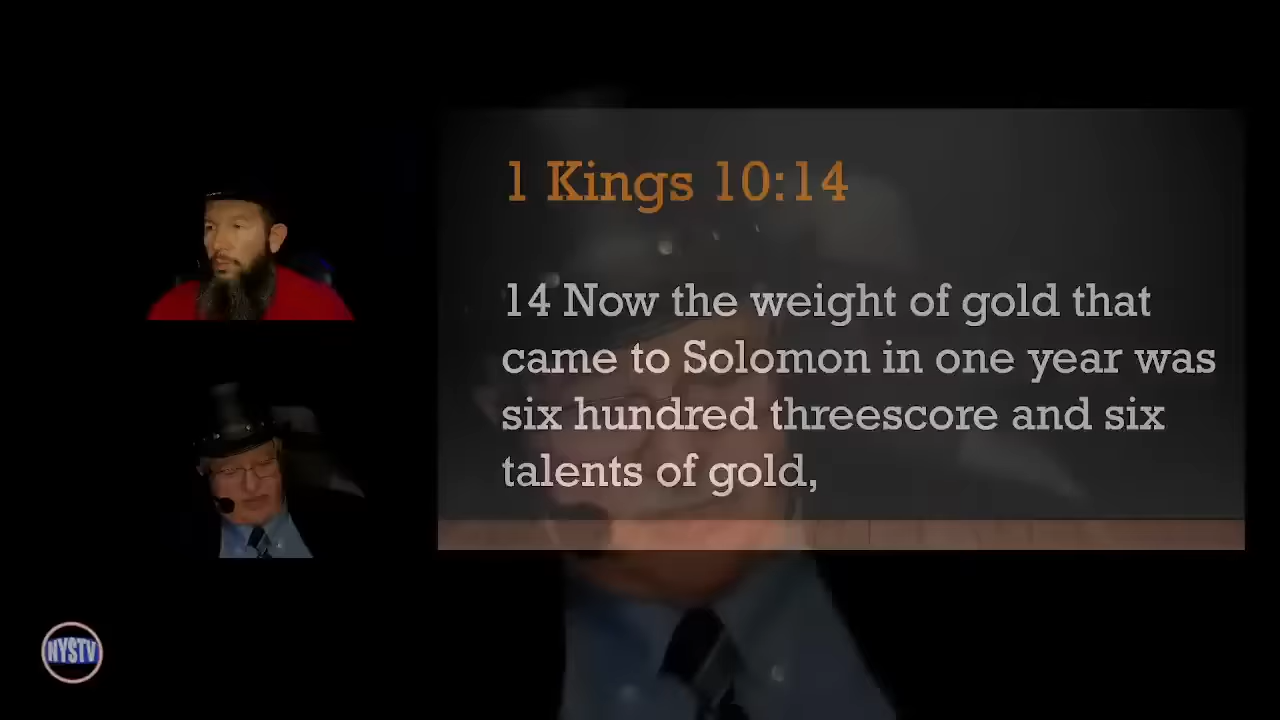 1 Kings 10:14
14 Now the weight of gold that
came to Solomon in one year was
six hundred threescore and six
talents of gold,
NYSTV